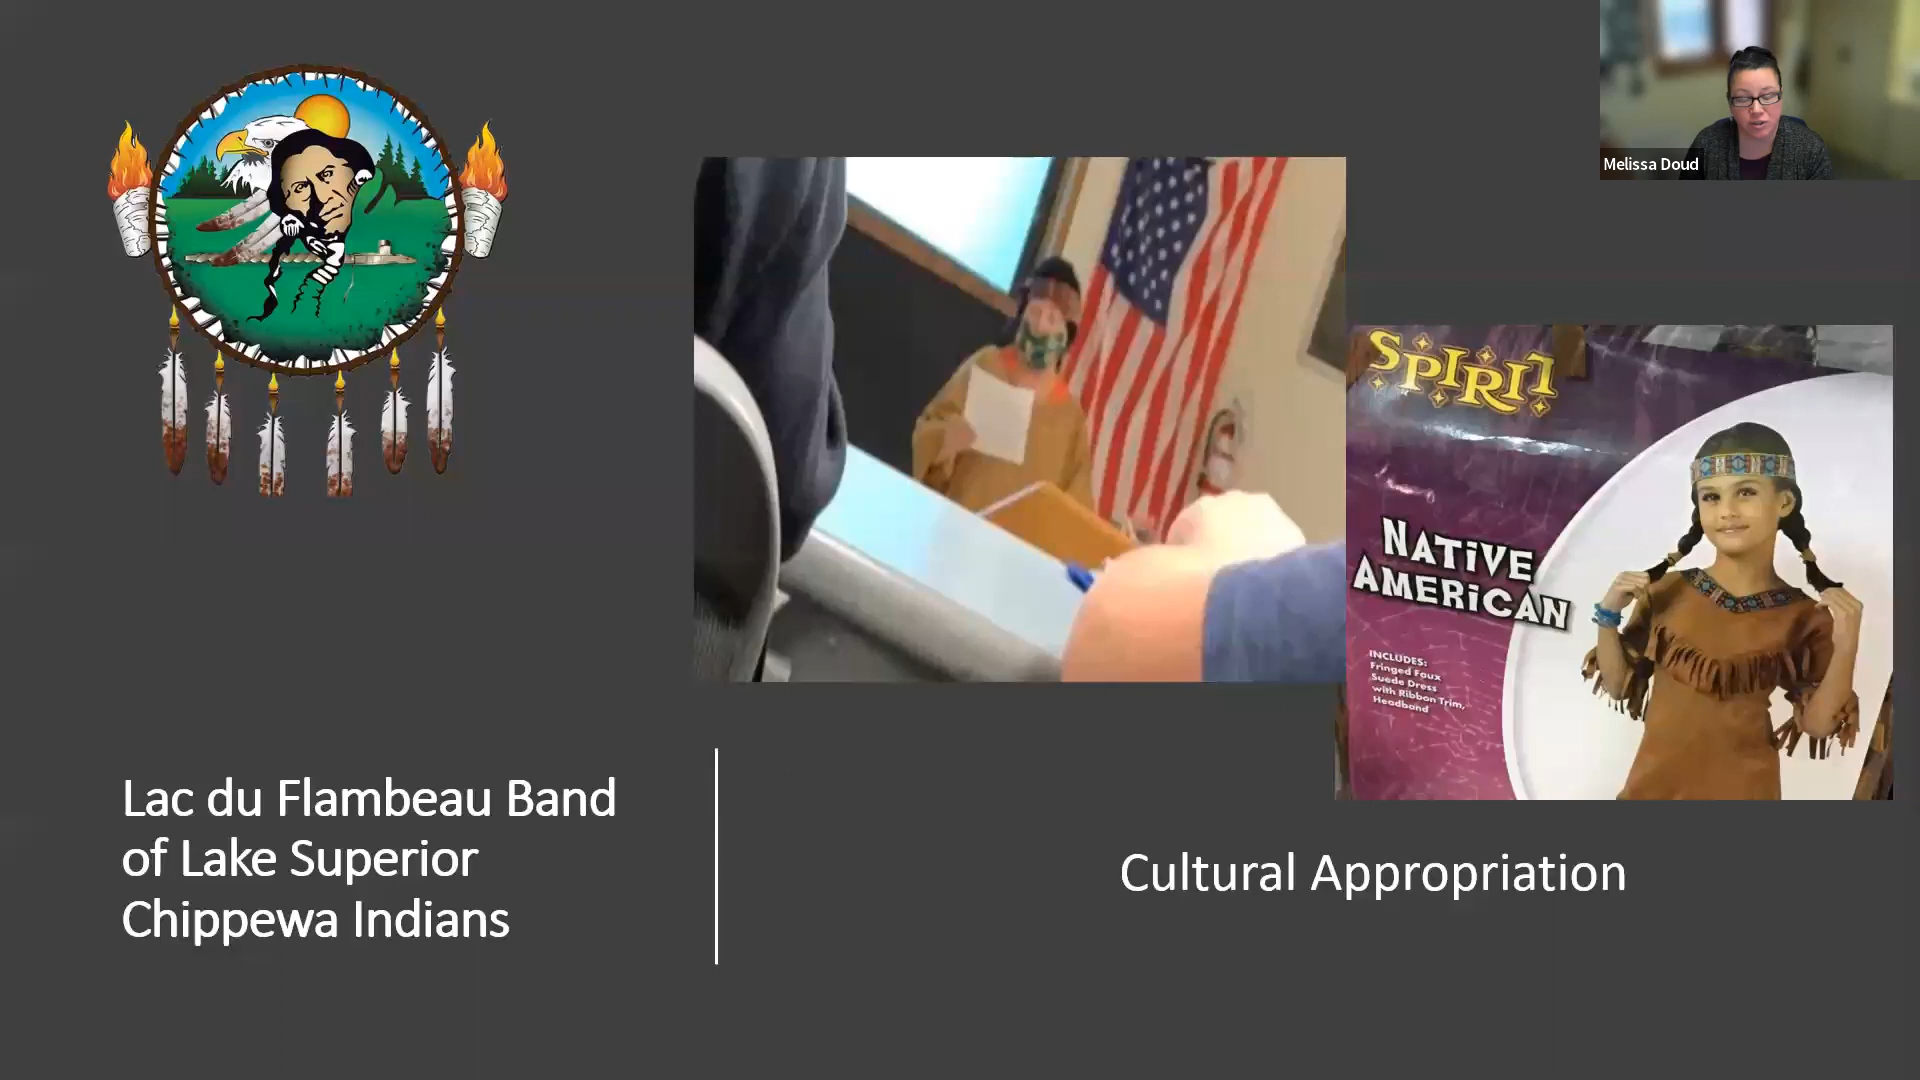 Melissa Doud
SPIRIT
NATiVE
AMERiCAN
INCLUDES:
Fringed Faux
Suede Dress
with Ribbon Trim,
Headband
Lac du Flambeau Band
of Lake Superior
Chippewa Indians
Cultural Appropriation